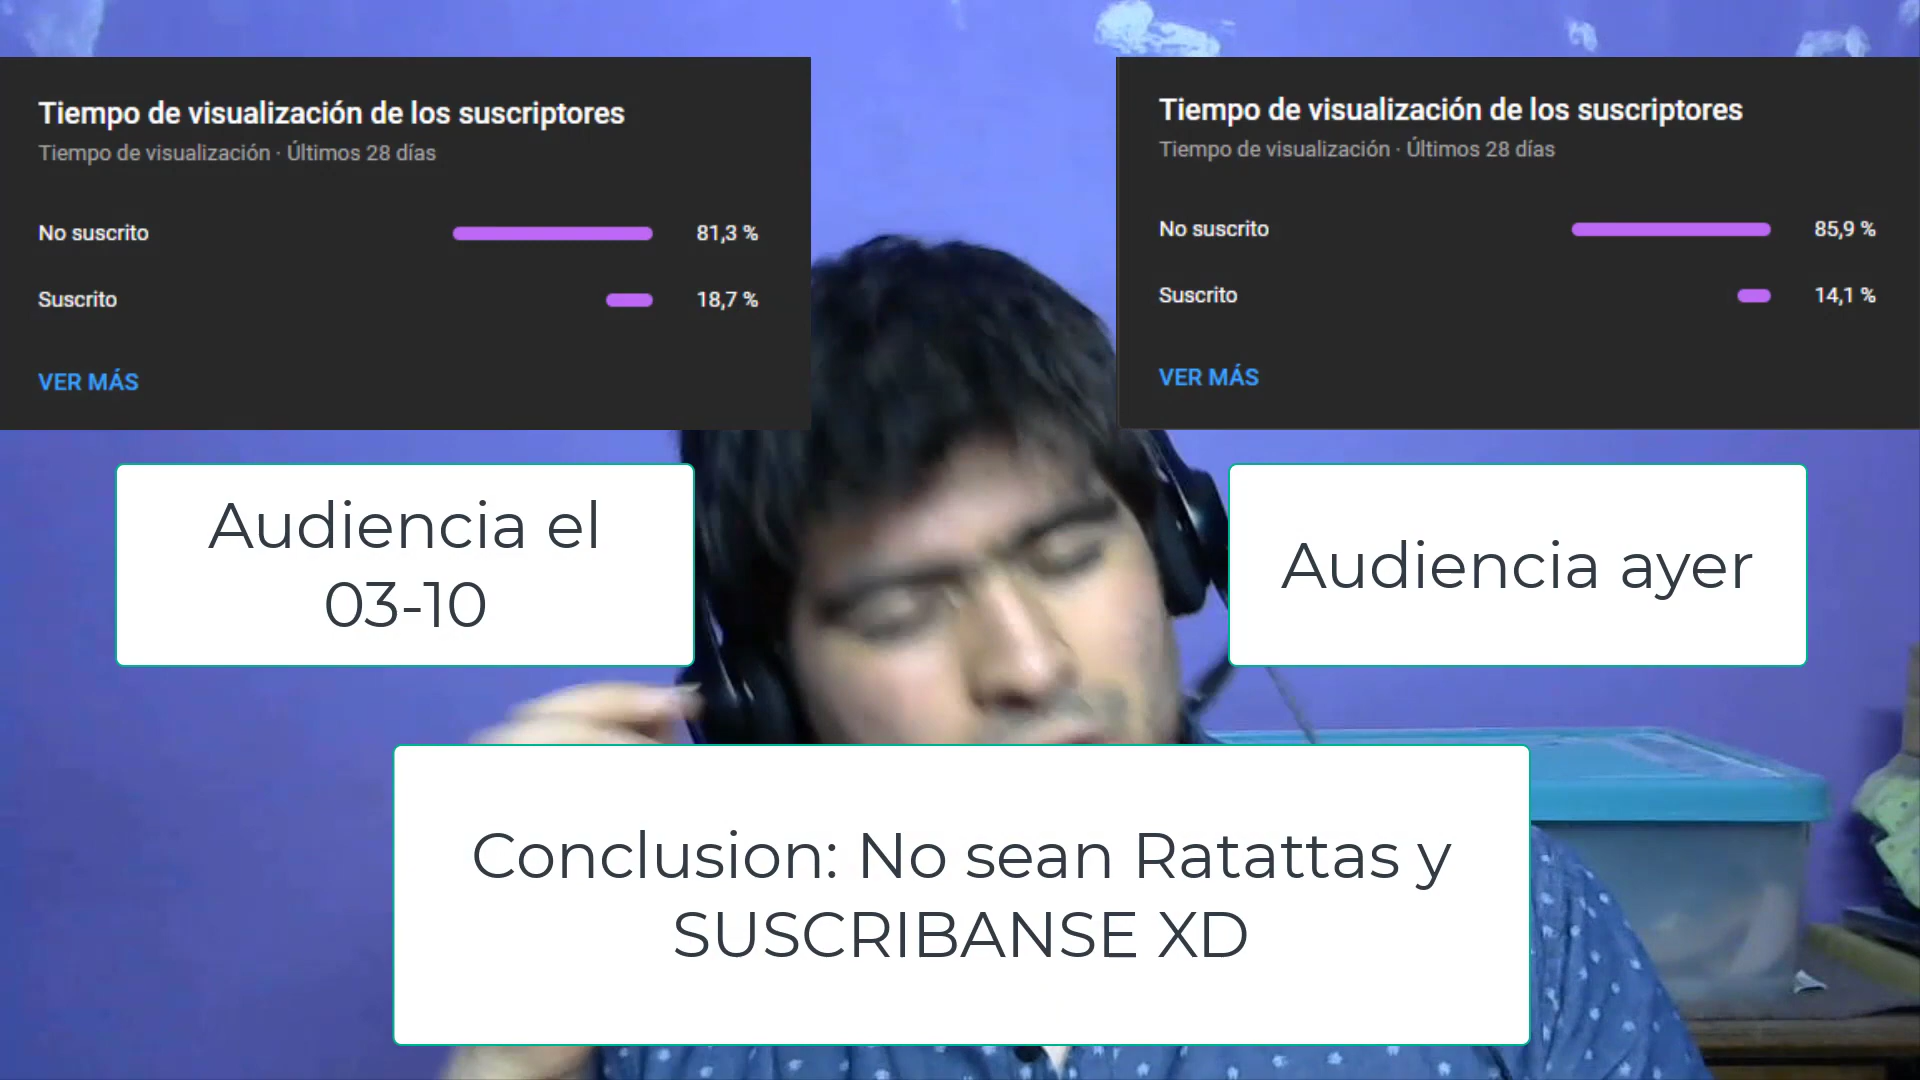 Tiempo de visualización de los suscriptores
Tiempo de visualización · Últimos 28 días
No suscrito 81,3 %
Suscrito 18,7 %
VER MÁS
Tiempo de visualización de los suscriptores
Tiempo de visualización · Últimos 28 días
No suscrito 85,9 %
Suscrito 14,1 %
VER MÁS
Audiencia el
03-10
Audiencia ayer
Conclusion: No sean Ratattas y
SUSCRIBANSE XD